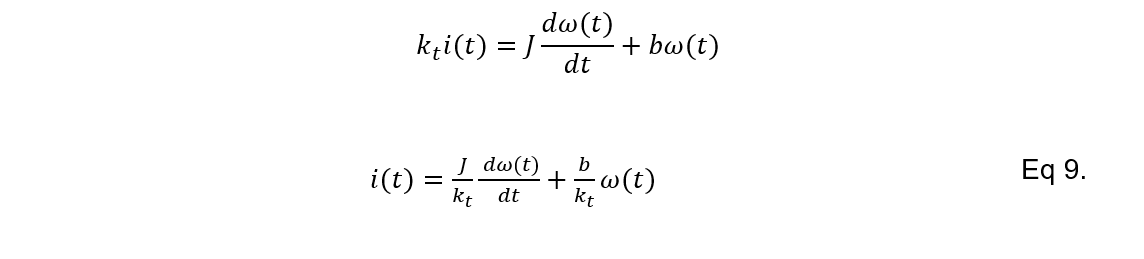 k_t i(t) = J dω(t)/dt + bω(t)
i(t) = J/k_t dω(t)/dt + b/k_t ω(t) Eq 9.